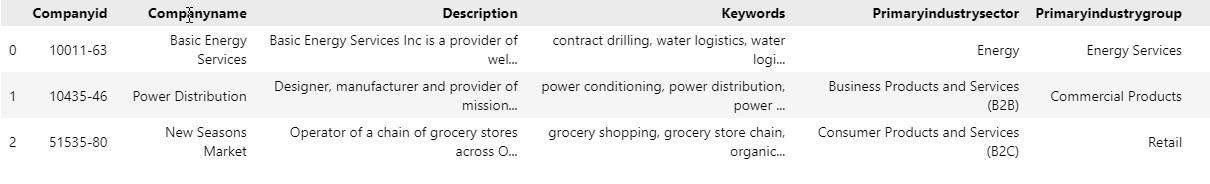 Companyid Companyname Description Keywords Primaryindustrysector Primaryindustrygroup
0 10011-63 Basic Energy Services Basic Energy Services Inc is a provider of wel... contract drilling, water logistics, water logi... Energy Energy Services
1 10435-46 Power Distribution Designer, manufacturer and provider of mission... power conditioning, power distribution, power ... Business Products and Services (B2B) Commercial Products
2 51535-80 New Seasons Market Operator of a chain of grocery stores across O... grocery shopping, grocery store chain, organic... Consumer Products and Services (B2C) Retail